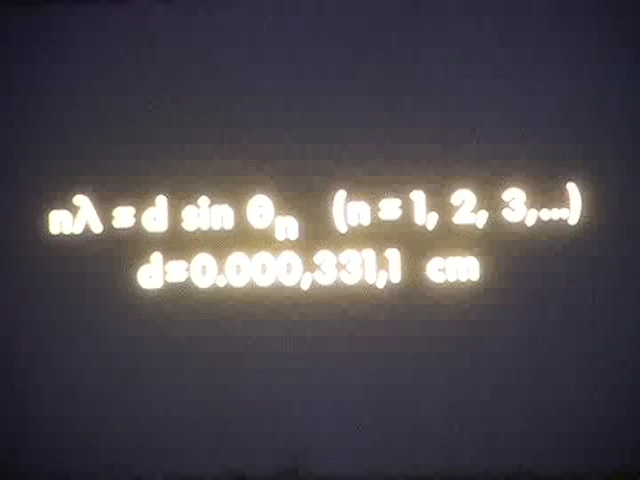 nλ = d sin θₙ (n = 1, 2, 3,...)
d=0.000,331,1 cm